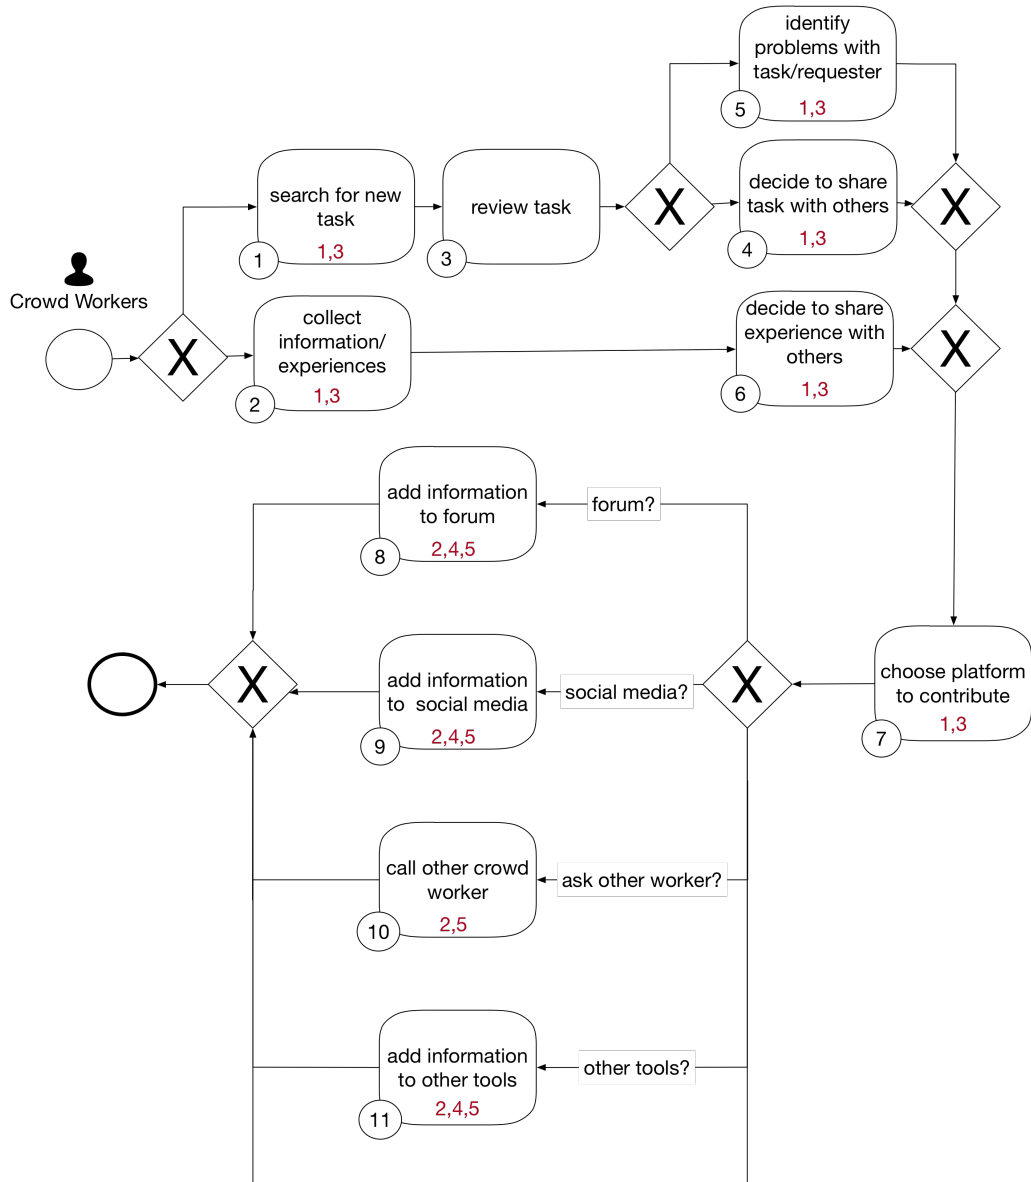 identify
problems with
task/requester
1,3
5
search for new
task
1,3
1
review task
3
X
decide to share
task with others
1,3
4
X
Crowd Workers
X
collect
information/
experiences
1,3
2
decide to share
experience with
others
1,3
6
X
add information
to forum
2,4,5
8
forum?
X
add information
to social media
2,4,5
9
social media?
X
choose platform
to contribute
1,3
7
call other crowd
worker
2,5
10
ask other worker?
add information
to other tools
2,4,5
11
other tools?